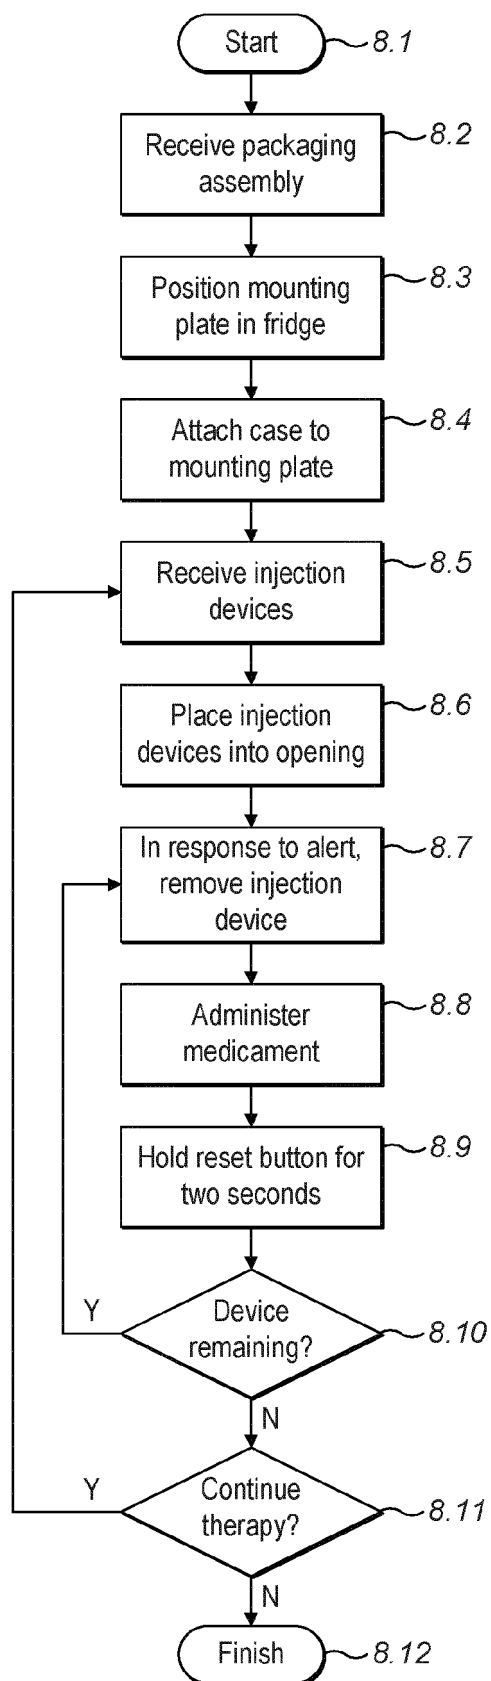 Start
8.1
Receive packaging
assembly
8.2
Position mounting
plate in fridge
8.3
Attach case to
mounting plate
8.4
Receive injection
devices
8.5
Place injection
devices into opening
8.6
In response to alert,
remove injection
device
8.7
Administer
medicament
8.8
Hold reset button for
two seconds
8.9
Device
remaining?
8.10
Y
N
Continue
therapy?
8.11
Y
N
Finish
8.12